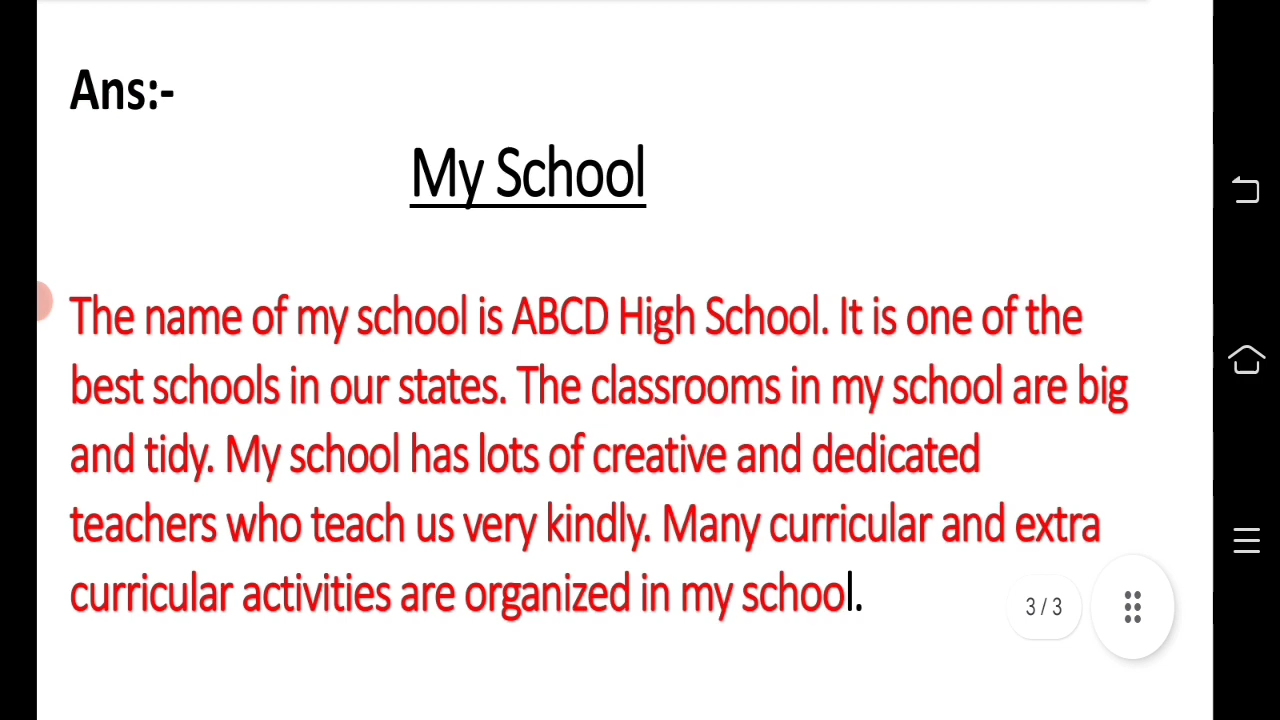 Ans:-
My School
The name of my school is ABCD High School. It is one of the
best schools in our states. The classrooms in my school are big
and tidy. My school has lots of creative and dedicated
teachers who teach us very kindly. Many curricular and extra
curricular activities are organized in my school.
3 / 3